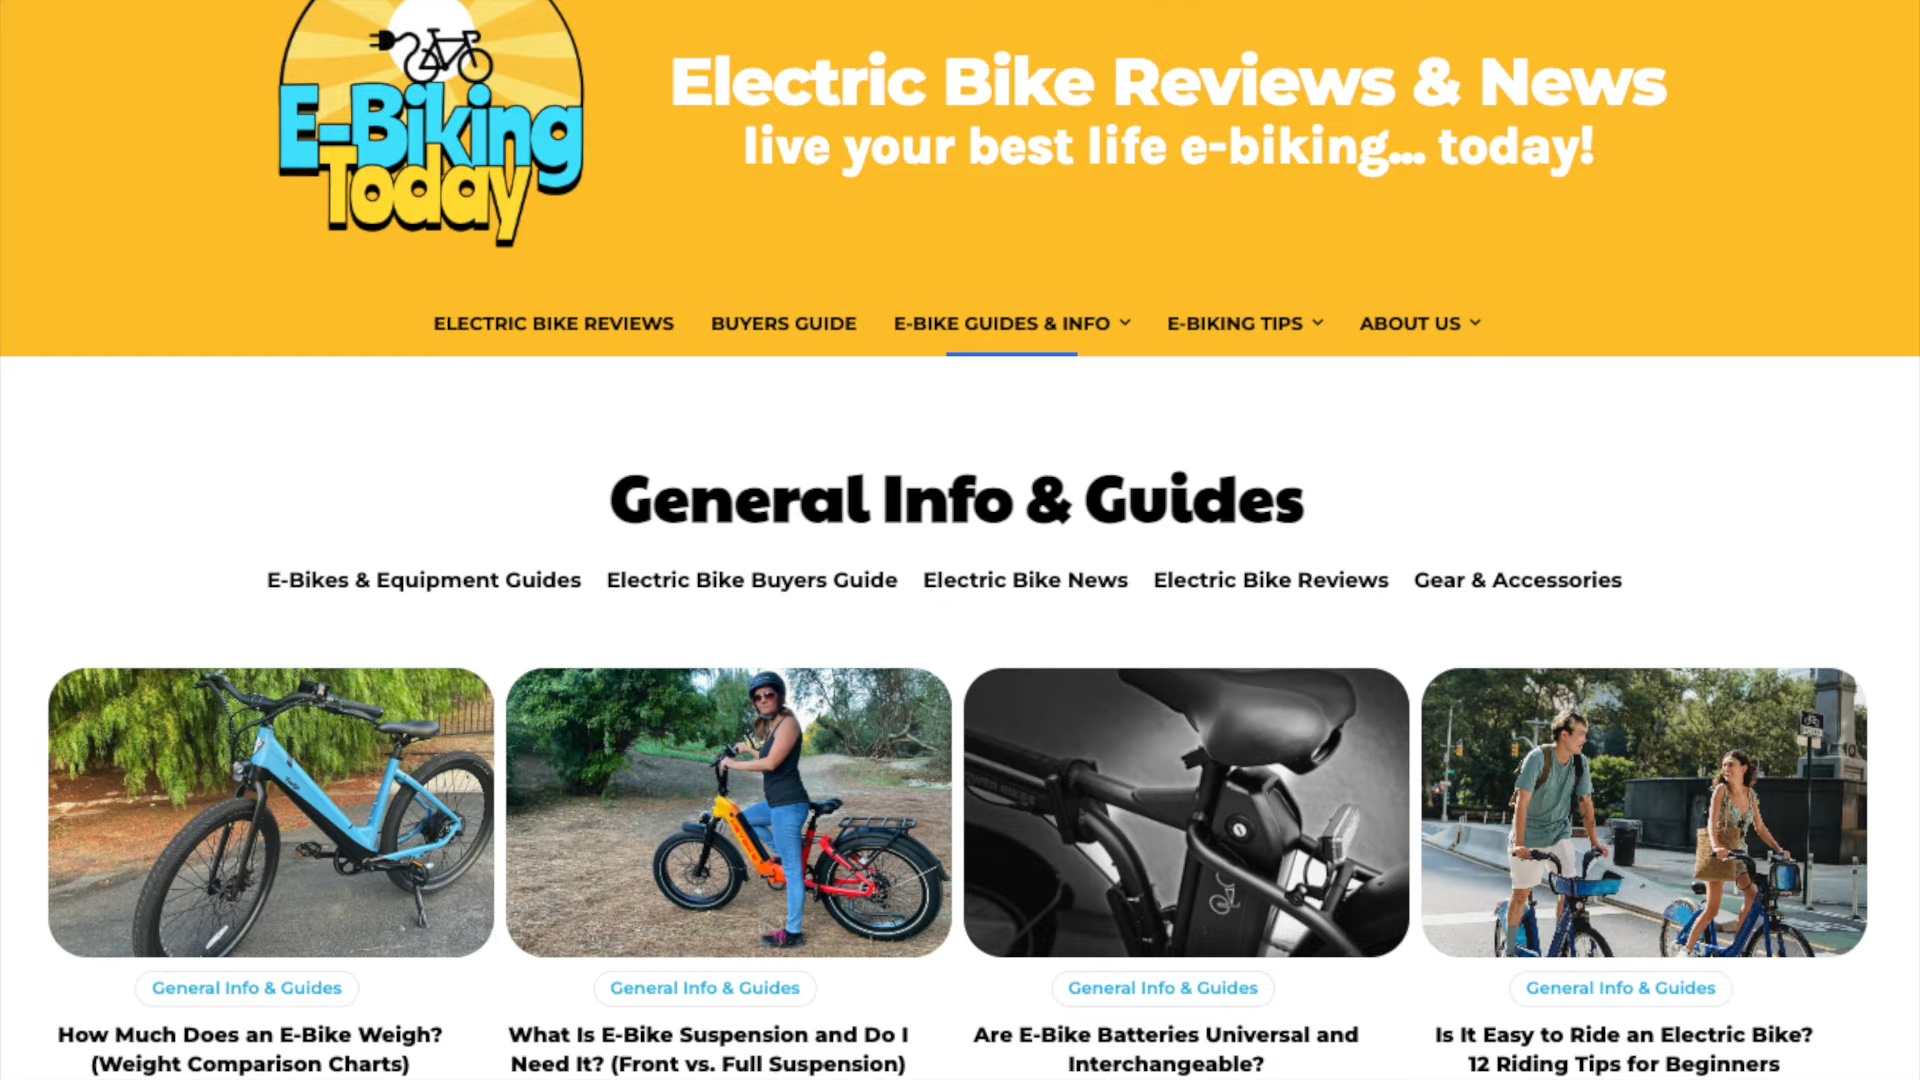 E-Biking
Today
Electric Bike Reviews & News
live your best life e-biking... today!
ELECTRIC BIKE REVIEWS BUYERS GUIDE E-BIKE GUIDES & INFO E-BIKING TIPS ABOUT US
General Info & Guides
E-Bikes & Equipment Guides Electric Bike Buyers Guide Electric Bike News Electric Bike Reviews Gear & Accessories
General Info & Guides General Info & Guides General Info & Guides General Info & Guides
How Much Does an E-Bike Weigh?
(Weight Comparison Charts)
What Is E-Bike Suspension and Do I
Need It? (Front vs. Full Suspension)
Are E-Bike Batteries Universal and
Interchangeable?
Is It Easy to Ride an Electric Bike?
12 Riding Tips for Beginners